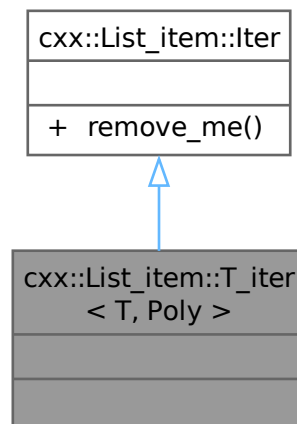 cxx::List_item::Iter
+ remove_me()
cxx::List_item::T_iter
< T, Poly >